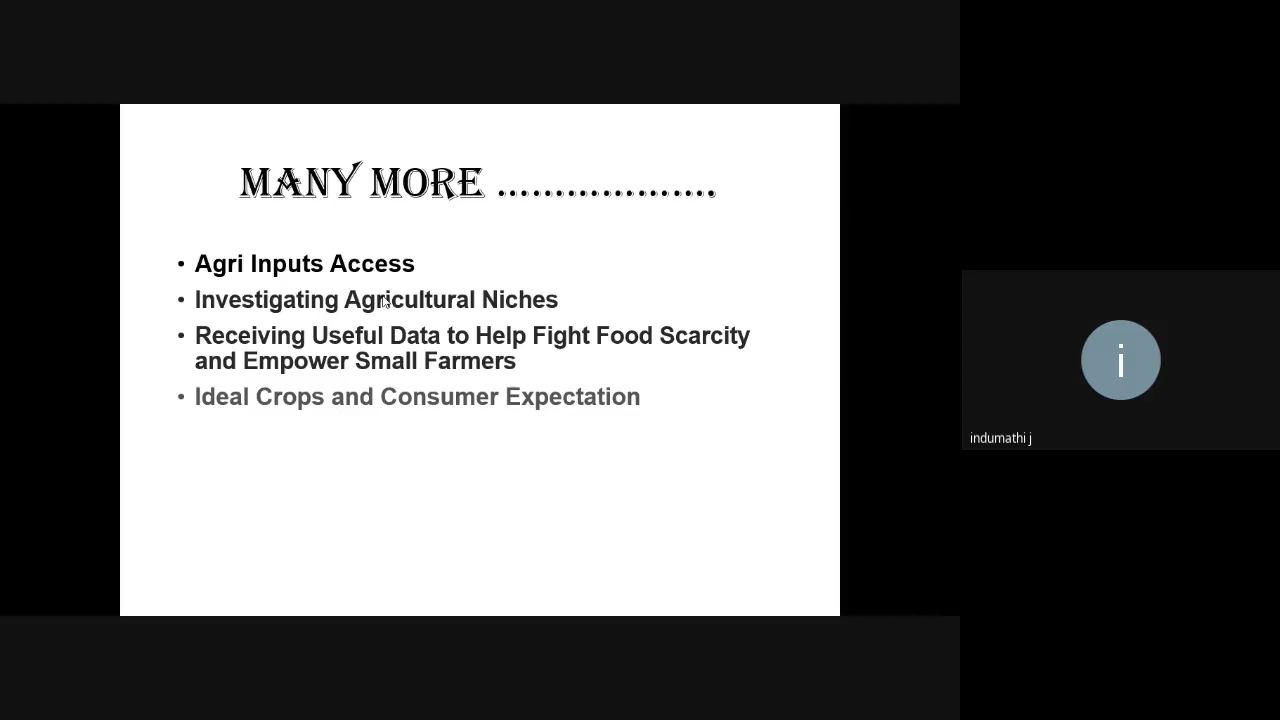 MANY MORE ...................
• Agri Inputs Access
• Investigating Agricultural Niches
• Receiving Useful Data to Help Fight Food Scarcity
and Empower Small Farmers
• Ideal Crops and Consumer Expectation
i
indumathi j